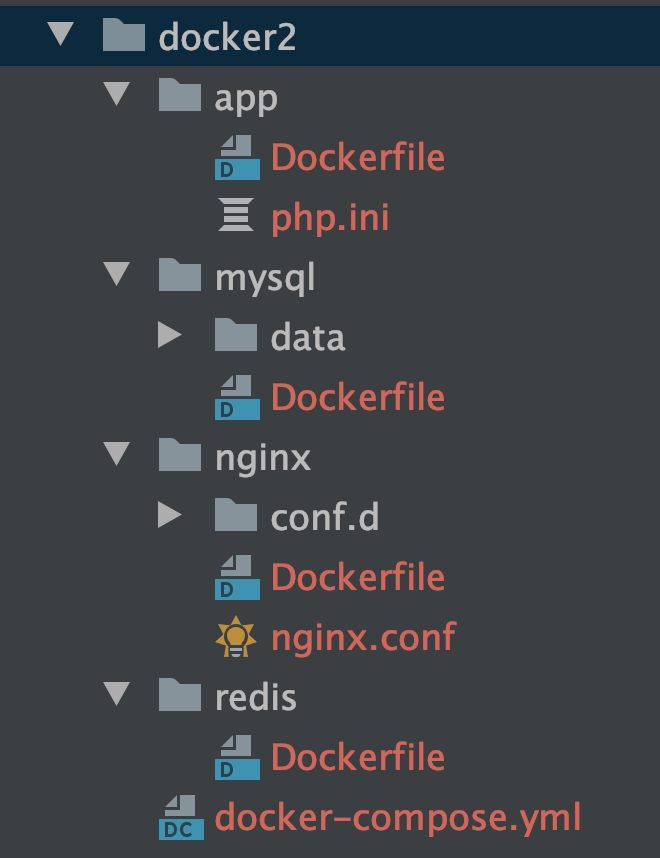 docker2
app
D Dockerfile
php.ini
mysql
data
D Dockerfile
nginx
conf.d
D Dockerfile
nginx.conf
redis
D Dockerfile
DC docker-compose.yml